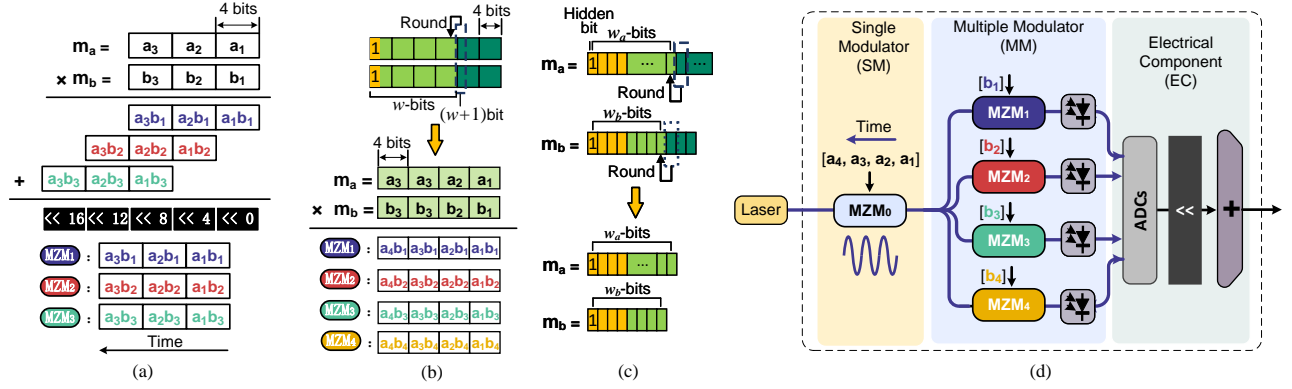 4 bits
mₐ = a₃ a₂ a₁
× m_b = b₃ b₂ b₁
a₃b₁ a₂b₁ a₁b₁
a₃b₂ a₂b₂ a₁b₂
+ a₃b₃ a₂b₃ a₁b₃
<< 16 << 12 << 8 << 4 << 0
MZM₁ : a₃b₁ a₂b₁ a₁b₁
MZM₂ : a₃b₂ a₂b₂ a₁b₂
MZM₃ : a₃b₃ a₂b₃ a₁b₃
Time
(a)
Round 4 bits
1
1
w-bits (w+1)bit
4 bits
mₐ = a₃ a₃ a₂ a₁
× m_b = b₃ b₃ b₂ b₁
MZM₁ : a₄b₁ a₃b₁ a₂b₁ a₁b₁
MZM₂ : a₄b₂ a₃b₂ a₂b₂ a₁b₂
MZM₃ : a₄b₃ a₃b₃ a₂b₃ a₁b₃
MZM₄ : a₄b₄ a₃b₄ a₂b₄ a₁b₄
(b)
Hidden
bit
wₐ-bits
mₐ = 1 ... ...
Round
w_b-bits
m_b = 1
Round
wₐ-bits
mₐ = 1 ...
w_b-bits
m_b = 1
(c)
Single
Modulator
(SM)
Multiple Modulator
(MM)
Electrical
Component
(EC)
Time
[a₄, a₃, a₂, a₁]
Laser
MZM₀
[b₁]
MZM₁
[b₂]
MZM₂
[b₃]
MZM₃
[b₄]
MZM₄
ADCs
<<
+
(d)